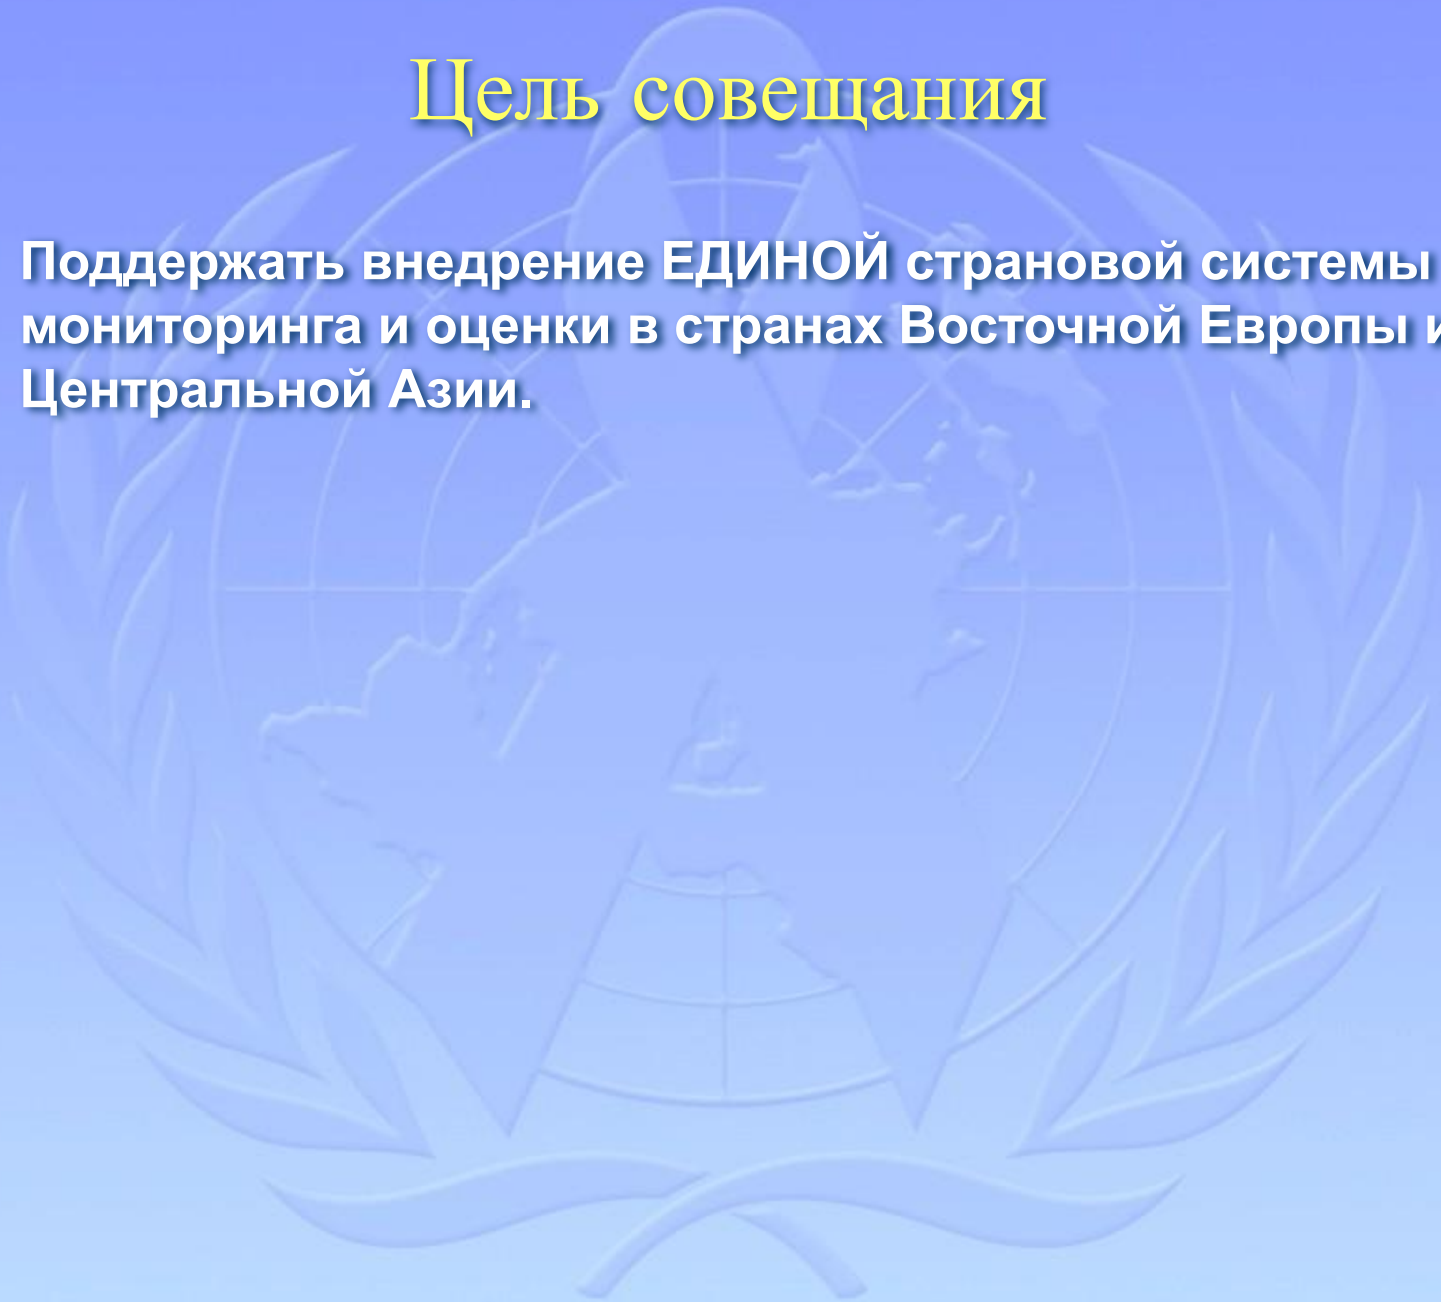 Цель совещания
Поддержать внедрение ЕДИНОЙ страновой системы
мониторинга и оценки в странах Восточной Европы и
Центральной Азии.